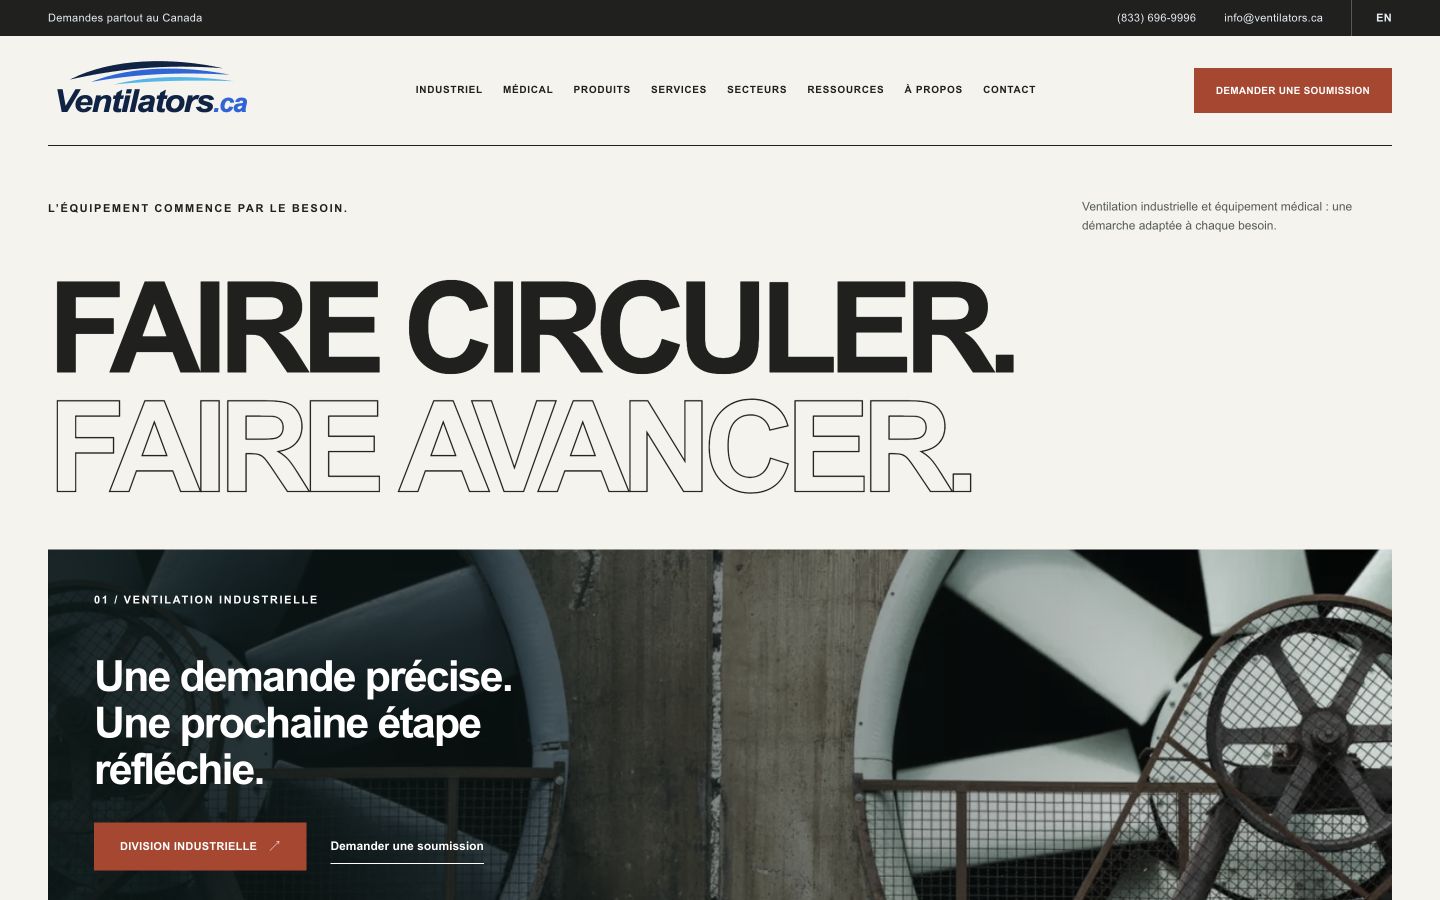 Demandes partout au Canada
(833) 696-9996
info@ventilators.ca
EN
Ventilators.ca
INDUSTRIEL
MÉDICAL
PRODUITS
SERVICES
SECTEURS
RESSOURCES
À PROPOS
CONTACT
DEMANDER UNE SOUMISSION
L'ÉQUIPEMENT COMMENCE PAR LE BESOIN.
Ventilation industrielle et équipement médical : une
démarche adaptée à chaque besoin.
FAIRE CIRCULER.
FAIRE AVANCER.
01 / VENTILATION INDUSTRIELLE
Une demande précise.
Une prochaine étape
réfléchie.
DIVISION INDUSTRIELLE ↗
Demander une soumission